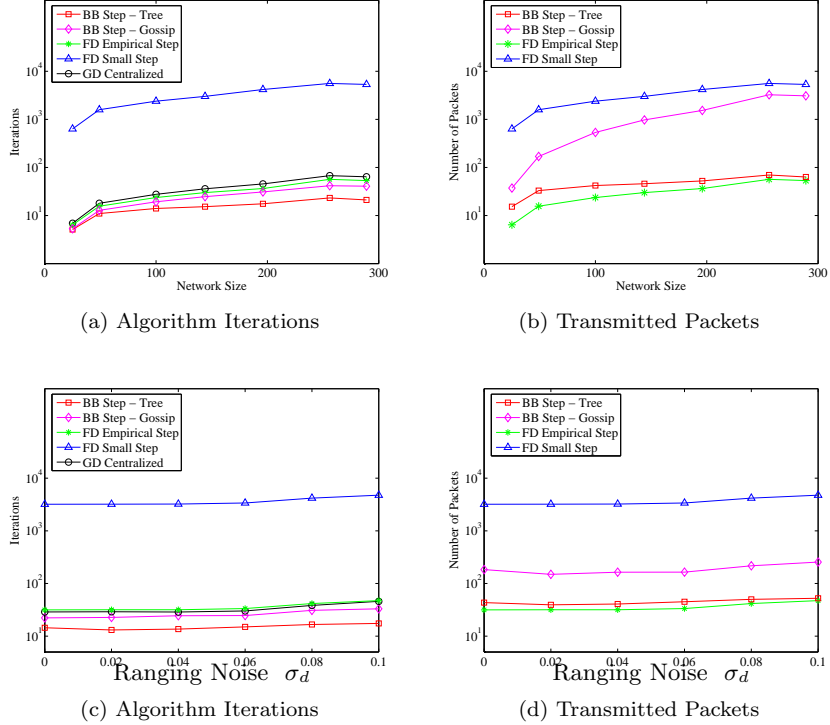 BB Step – Tree
BB Step – Gossip
FD Empirical Step
FD Small Step
GD Centralized
10^4
10^3
10^2
10^1
Iterations
0 100 200 300
Network Size
(a) Algorithm Iterations
BB Step – Tree
BB Step – Gossip
FD Empirical Step
FD Small Step
10^4
10^3
10^2
10^1
Number of Packets
0 100 200 300
Network Size
(b) Transmitted Packets
BB Step – Tree
BB Step – Gossip
FD Empirical Step
FD Small Step
GD Centralized
10^4
10^3
10^2
10^1
Iterations
0 0.02 0.04 0.06 0.08 0.1
Ranging Noise σ_d
(c) Algorithm Iterations
BB Step – Tree
BB Step – Gossip
FD Empirical Step
FD Small Step
10^4
10^3
10^2
10^1
Number of Packets
0 0.02 0.04 0.06 0.08 0.1
Ranging Noise σ_d
(d) Transmitted Packets